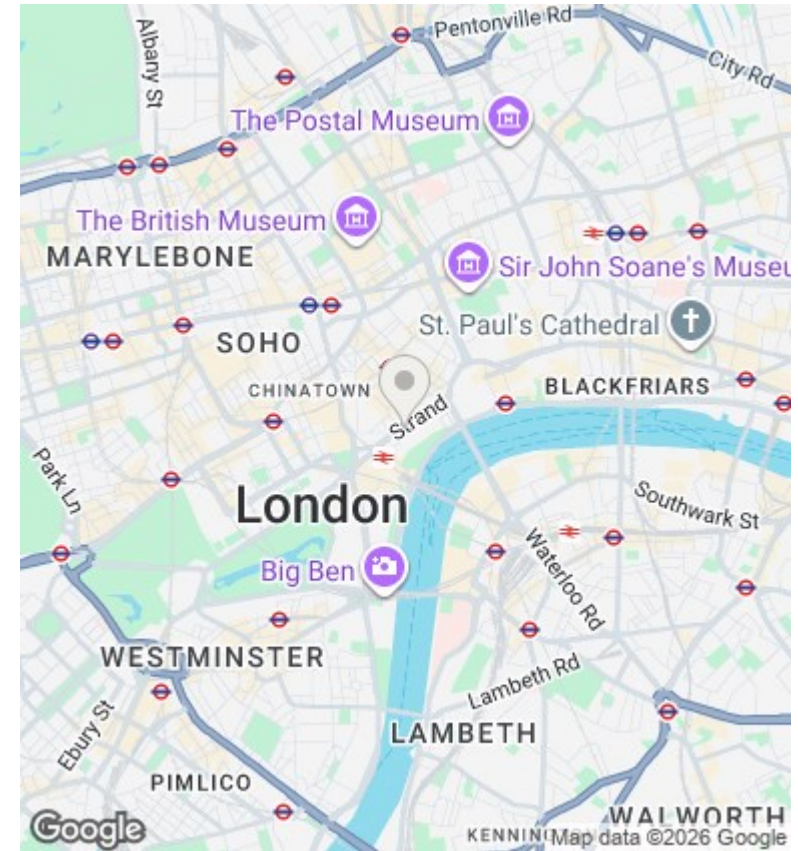 Pentonville Rd
Albany St
City Rd
The Postal Museum
The British Museum
MARYLEBONE
Sir John Soane's Museu
SOHO
St. Paul's Cathedral
CHINATOWN
BLACKFRIARS
Strand
Park Ln
London
Southwark St
Big Ben
Waterloo Rd
WESTMINSTER
Lambeth Rd
Ebury St
LAMBETH
PIMLICO
WALWORTH
Google
KENNING
Map data ©2026 Google